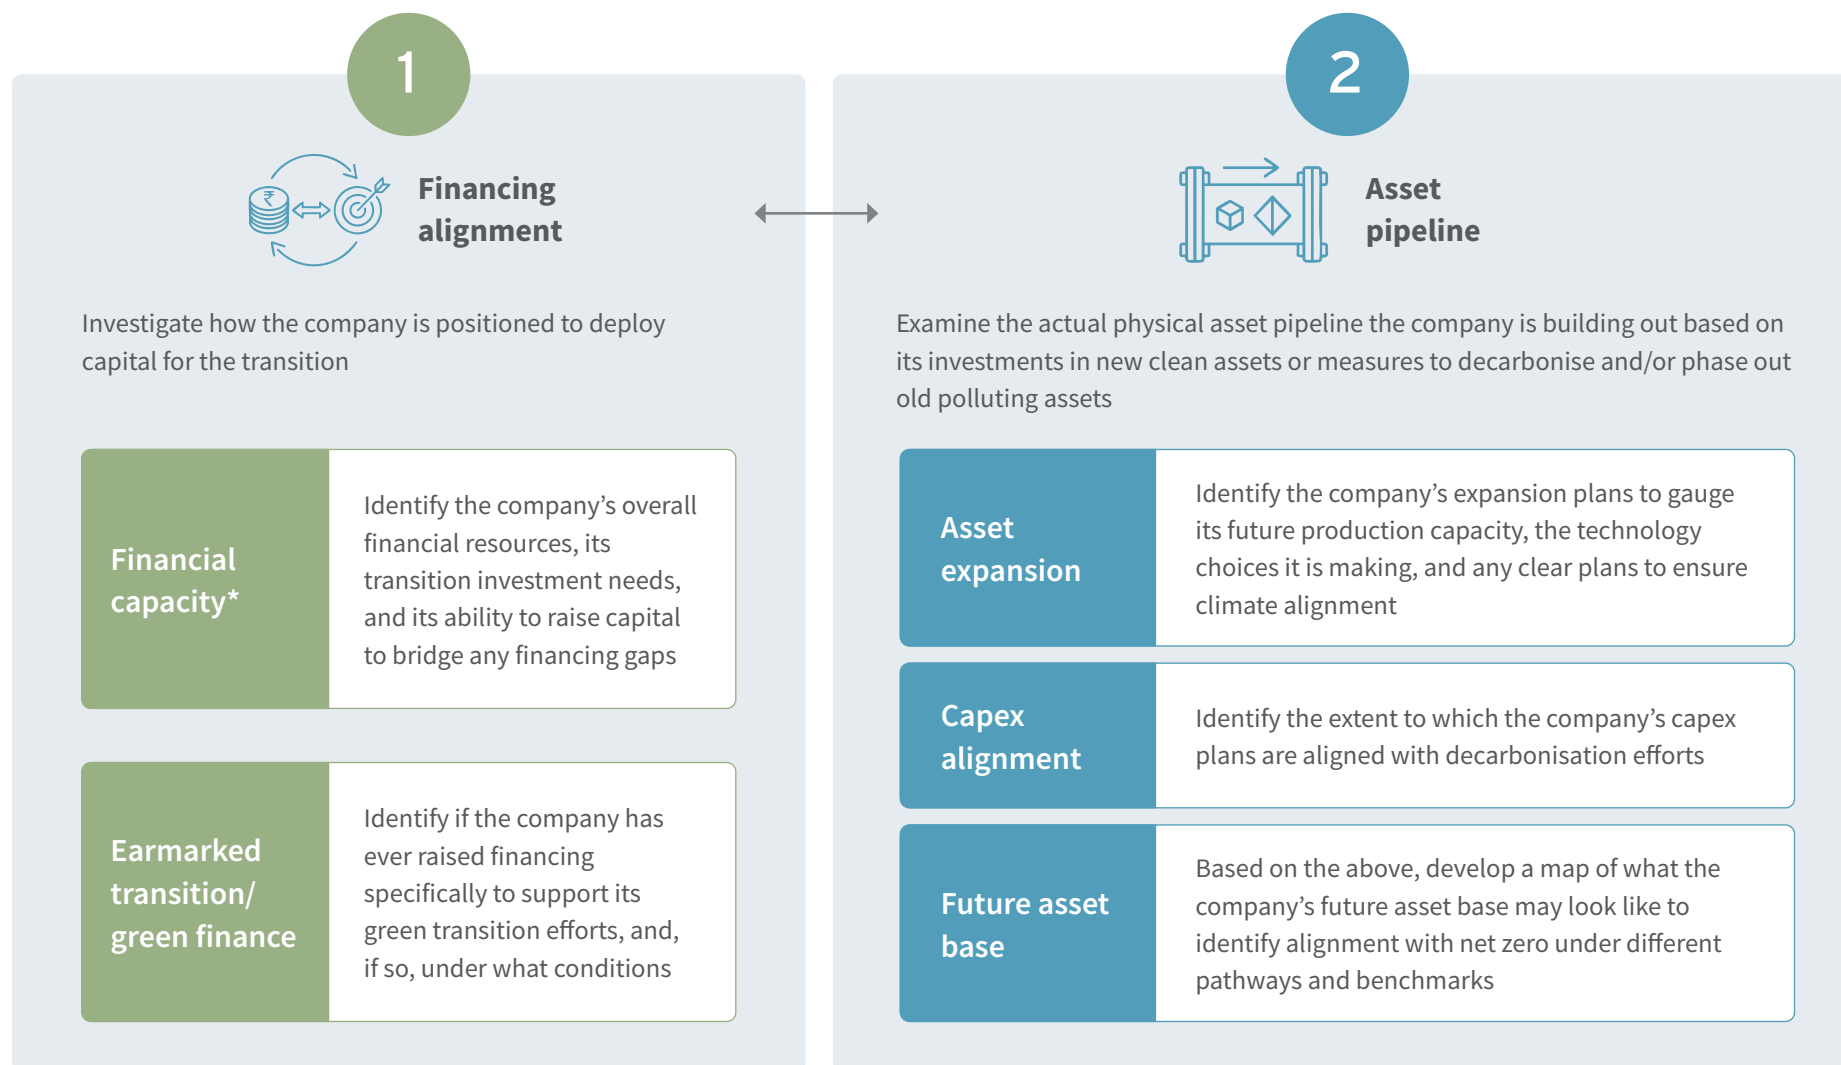 1
Financing
alignment
Investigate how the company is positioned to deploy
capital for the transition
Financial
capacity*
Identify the company’s overall
financial resources, its
transition investment needs,
and its ability to raise capital
to bridge any financing gaps
Earmarked
transition/
green finance
Identify if the company has
ever raised financing
specifically to support its
green transition efforts, and,
if so, under what conditions
2
Asset
pipeline
Examine the actual physical asset pipeline the company is building out based on
its investments in new clean assets or measures to decarbonise and/or phase out
old polluting assets
Asset
expansion
Identify the company’s expansion plans to gauge
its future production capacity, the technology
choices it is making, and any clear plans to ensure
climate alignment
Capex
alignment
Identify the extent to which the company’s capex
plans are aligned with decarbonisation efforts
Future asset
base
Based on the above, develop a map of what the
company’s future asset base may look like to
identify alignment with net zero under different
pathways and benchmarks
₹